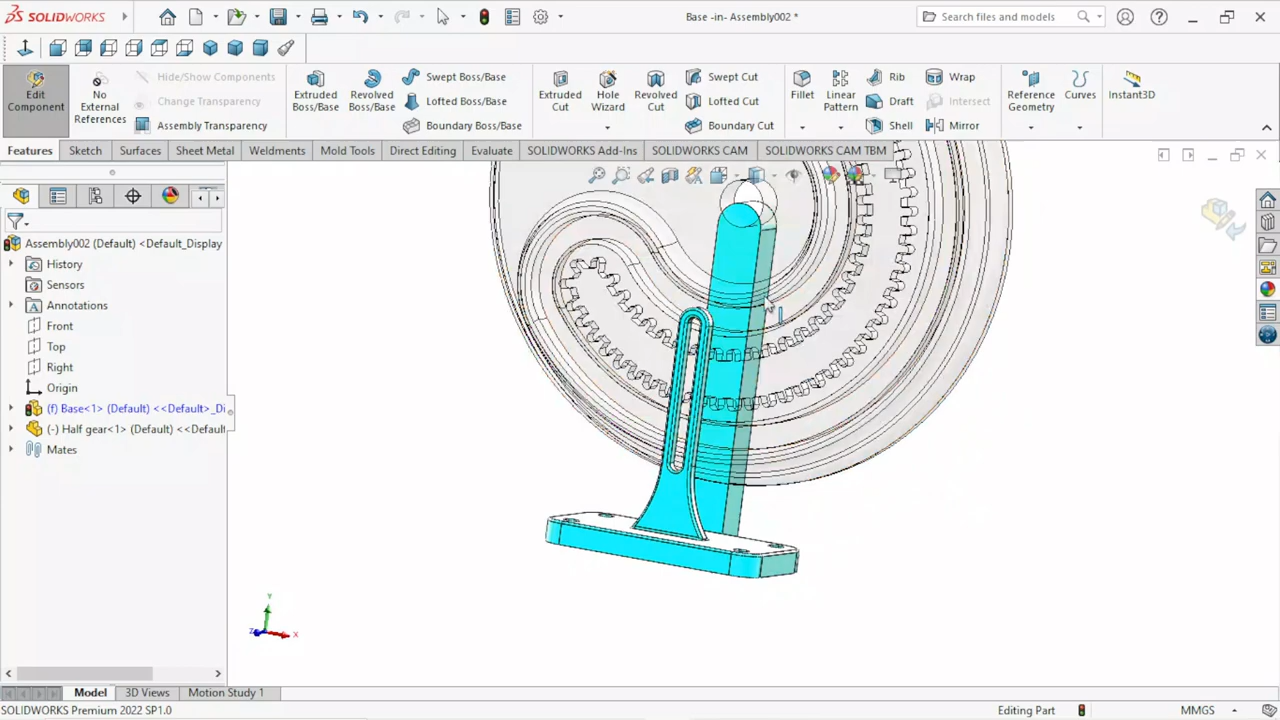 SOLIDWORKS
Base -in- Assembly002 *
Search files and models
Edit
Component
No
External
References
Hide/Show Components
Change Transparency
Assembly Transparency
Extruded
Boss/Base
Revolved
Boss/Base
Swept Boss/Base
Lofted Boss/Base
Boundary Boss/Base
Extruded
Cut
Hole
Wizard
Revolved
Cut
Swept Cut
Lofted Cut
Boundary Cut
Fillet
Linear
Pattern
Rib
Draft
Shell
Wrap
Intersect
Mirror
Reference
Geometry
Curves
Instant3D
Features
Sketch
Surfaces
Sheet Metal
Weldments
Mold Tools
Direct Editing
Evaluate
SOLIDWORKS Add-Ins
SOLIDWORKS CAM
SOLIDWORKS CAM TBM
Assembly002 (Default) <Default_Display
History
Sensors
Annotations
Front
Top
Right
Origin
(f) Base<1> (Default) <<Default>_Di
(-) Half gear<1> (Default) <<Default
Mates
Y
Z
X
Model
3D Views
Motion Study 1
SOLIDWORKS Premium 2022 SP1.0
Editing Part
MMGS